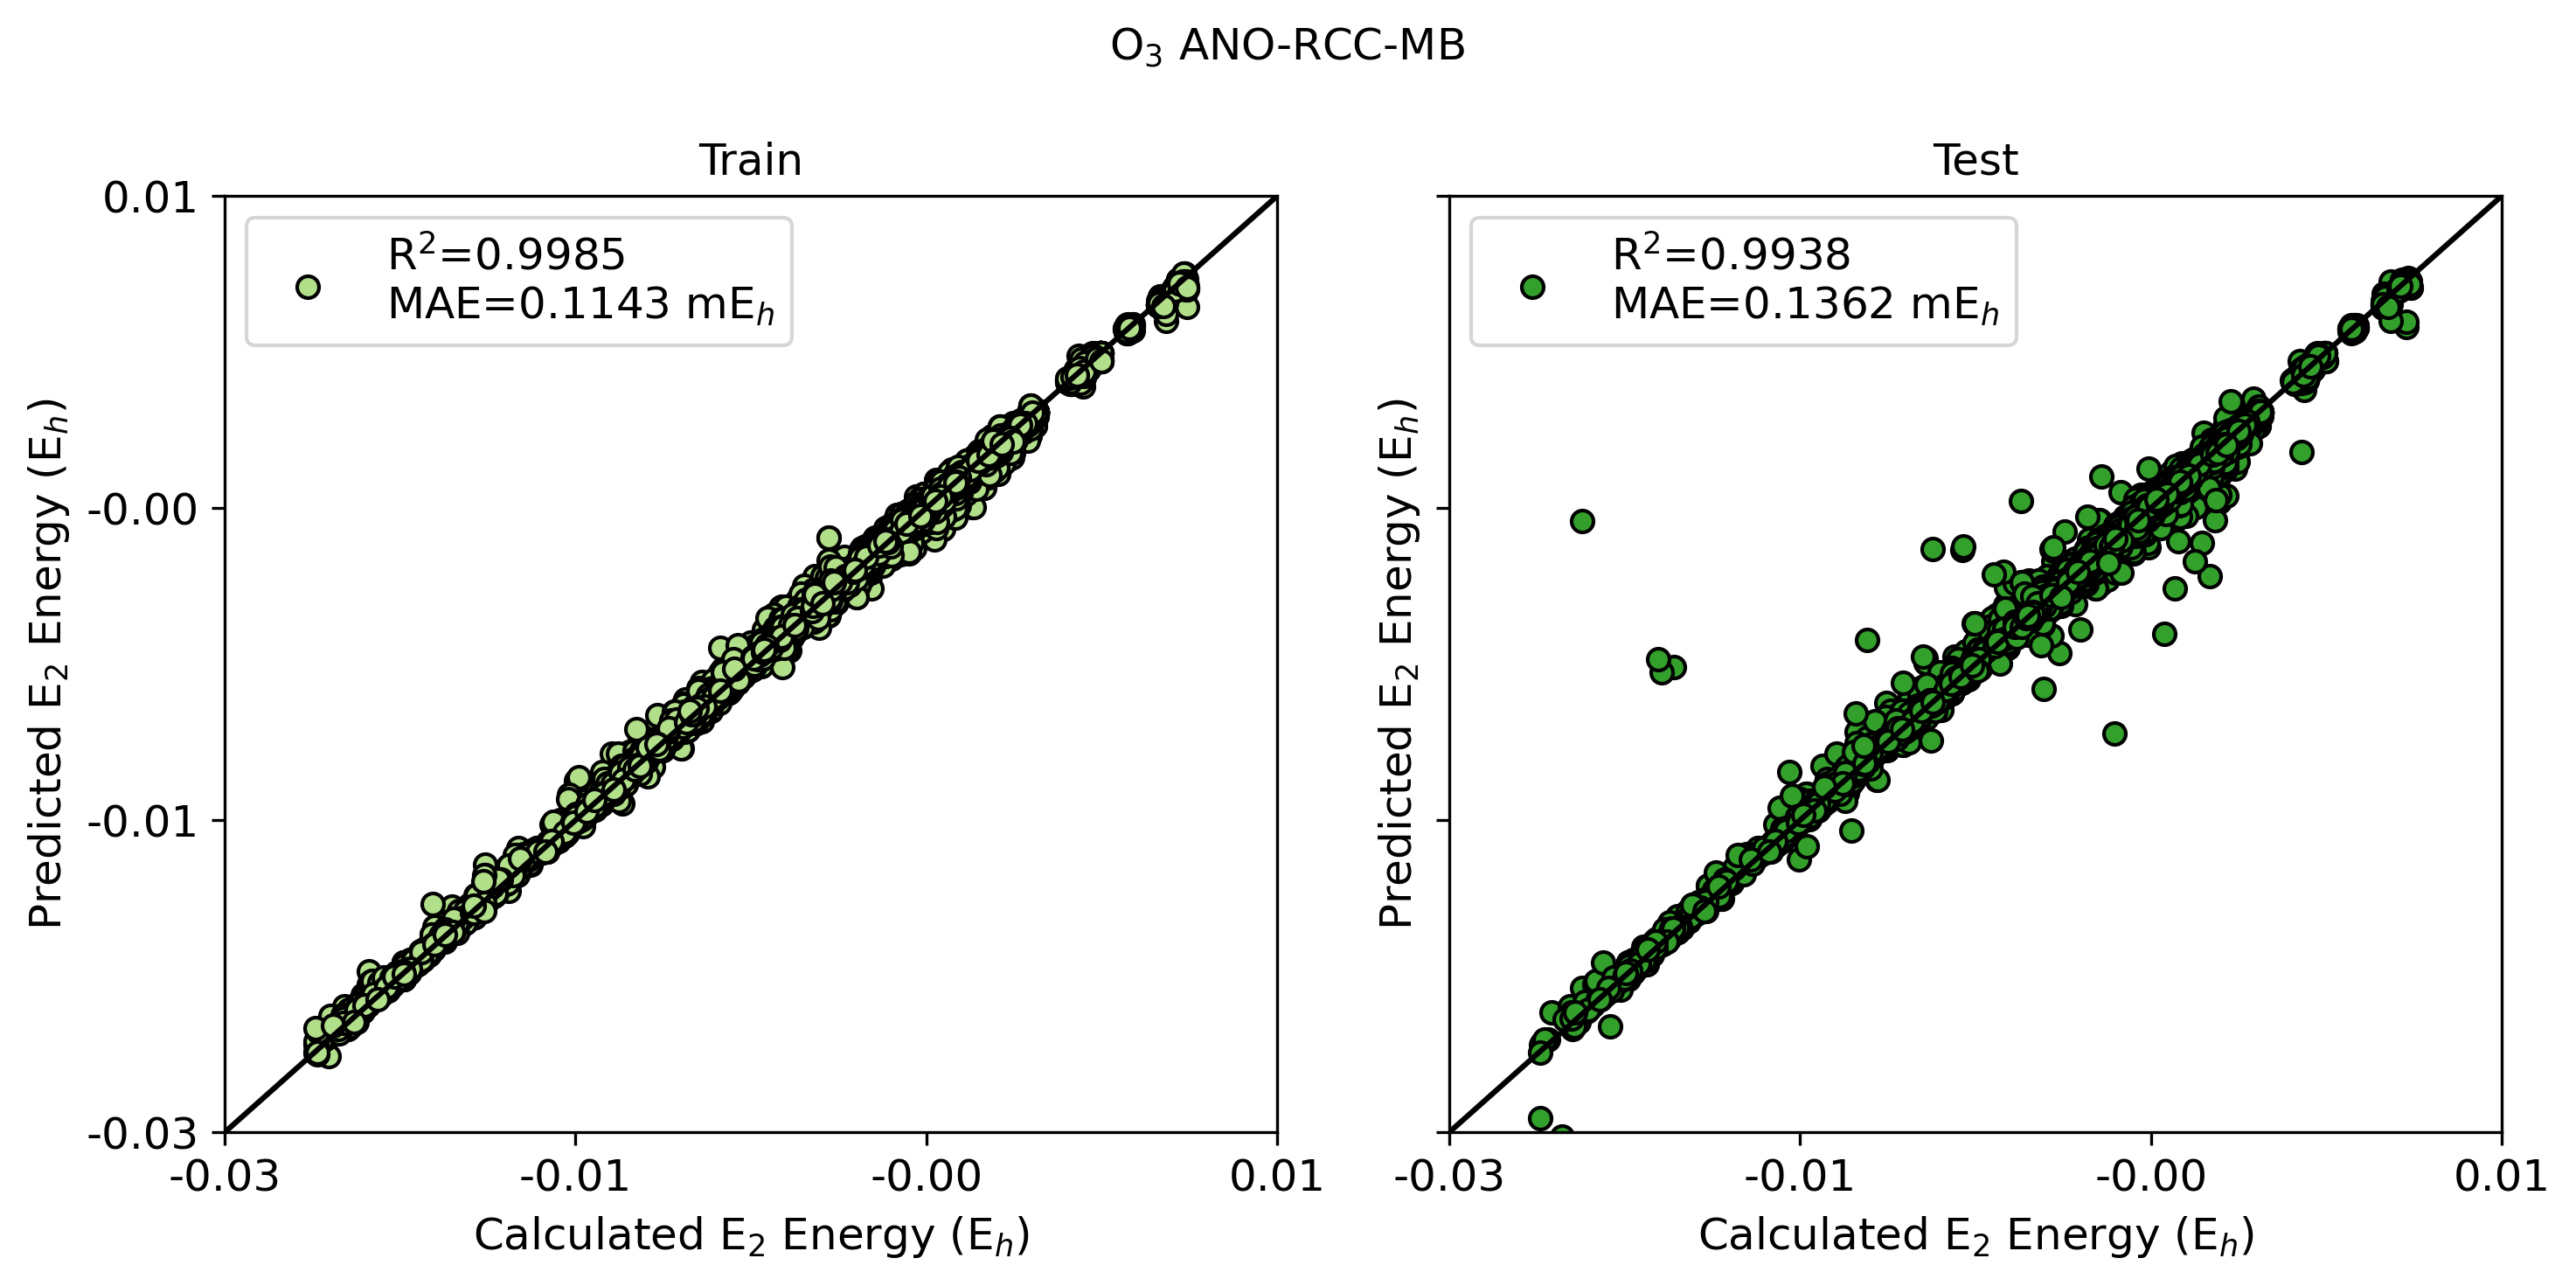 O₃ ANO-RCC-MB
Train
R²=0.9985
MAE=0.1143 mEₕ
0.01
-0.00
-0.01
-0.03
Predicted E₂ Energy (Eₕ)
-0.03 -0.01 -0.00 0.01
Calculated E₂ Energy (Eₕ)
Test
R²=0.9938
MAE=0.1362 mEₕ
Predicted E₂ Energy (Eₕ)
-0.03 -0.01 -0.00 0.01
Calculated E₂ Energy (Eₕ)